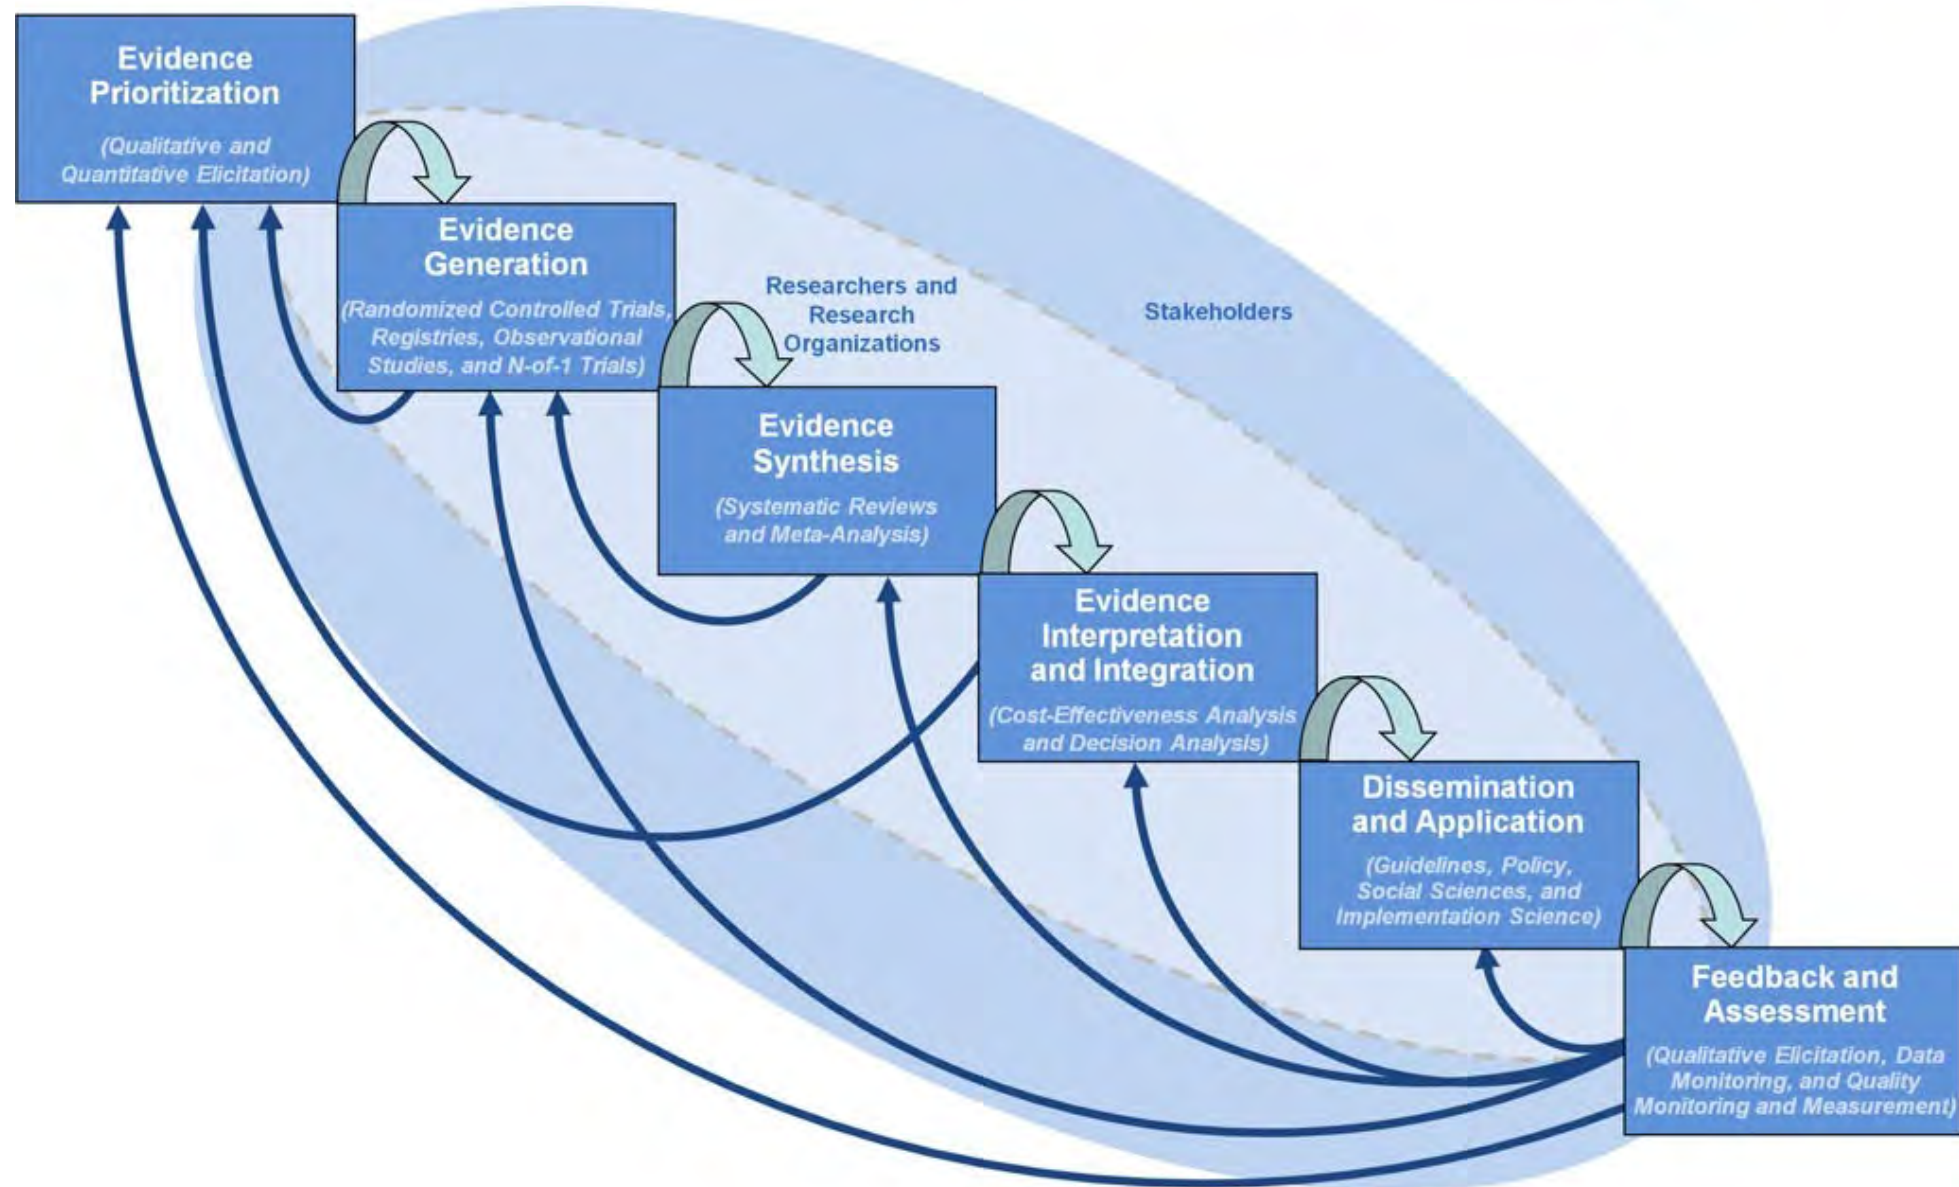 Evidence
Prioritization
(Qualitative and
Quantitative Elicitation)
Evidence
Generation
(Randomized Controlled Trials,
Registries, Observational
Studies, and N-of-1 Trials)
Researchers and
Research
Organizations
Stakeholders
Evidence
Synthesis
(Systematic Reviews
and Meta-Analysis)
Evidence
Interpretation
and Integration
(Cost-Effectiveness Analysis
and Decision Analysis)
Dissemination
and Application
(Guidelines, Policy,
Social Sciences, and
Implementation Science)
Feedback and
Assessment
(Qualitative Elicitation, Data
Monitoring, and Quality
Monitoring and Measurement)